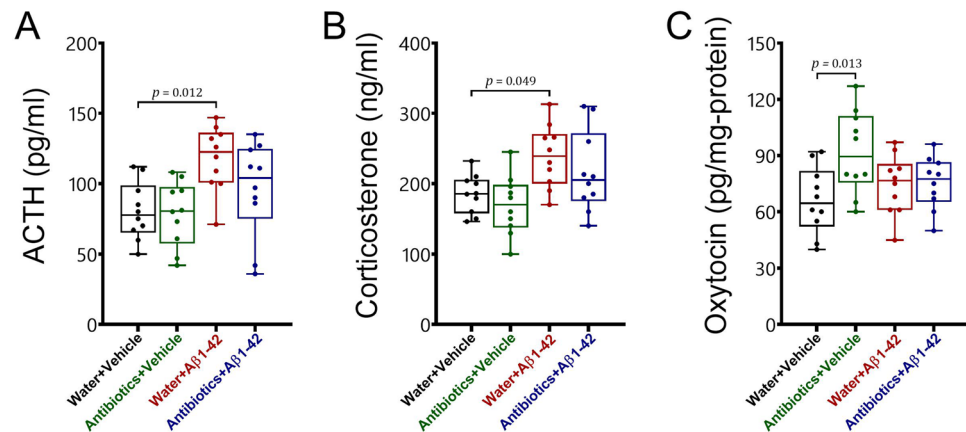 A
ACTH (pg/ml)
200
150
100
50
0
p = 0.012
Water+Vehicle
Antibiotics+Vehicle
Water+Aβ1-42
Antibiotics+Aβ1-42
B
Corticosterone (ng/ml)
400
300
200
100
0
p = 0.049
Water+Vehicle
Antibiotics+Vehicle
Water+Aβ1-42
Antibiotics+Aβ1-42
C
Oxytocin (pg/mg-protein)
150
120
90
60
30
0
p = 0.013
Water+Vehicle
Antibiotics+Vehicle
Water+Aβ1-42
Antibiotics+Aβ1-42